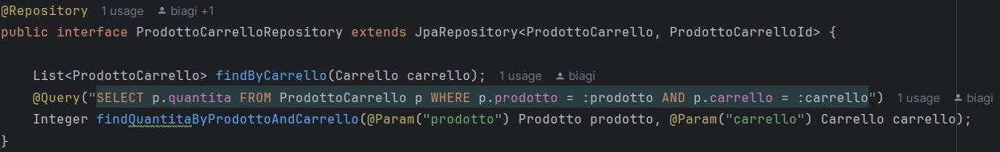 @Repository 1 usage biagi +1
public interface ProdottoCarrelloRepository extends JpaRepository<ProdottoCarrello, ProdottoCarrelloId> {
List<ProdottoCarrello> findByCarrello(Carrello carrello); 1 usage biagi
@Query("SELECT p.quantita FROM ProdottoCarrello p WHERE p.prodotto = :prodotto AND p.carrello = :carrello") 1 usage biagi
Integer findQuantitaByProdottoAndCarrello(@Param("prodotto") Prodotto prodotto, @Param("carrello") Carrello carrello);
}